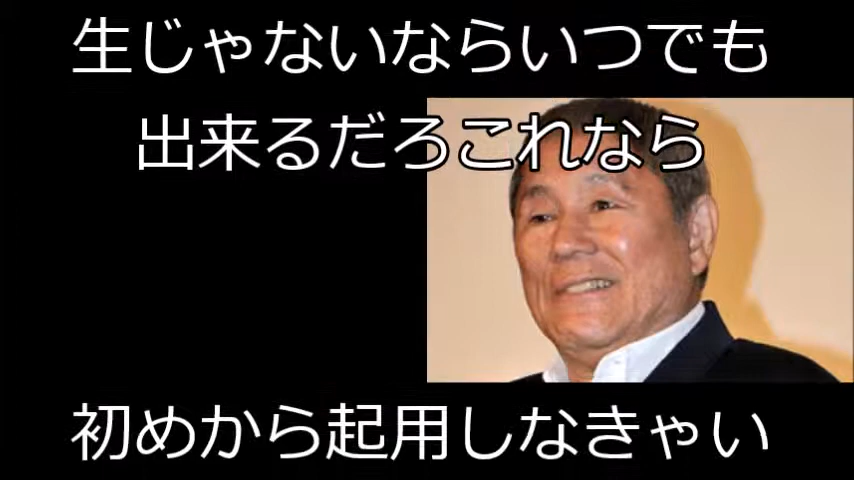 生じゃないならいつでも
出来るだろこれなら
初めから起用しなきゃい